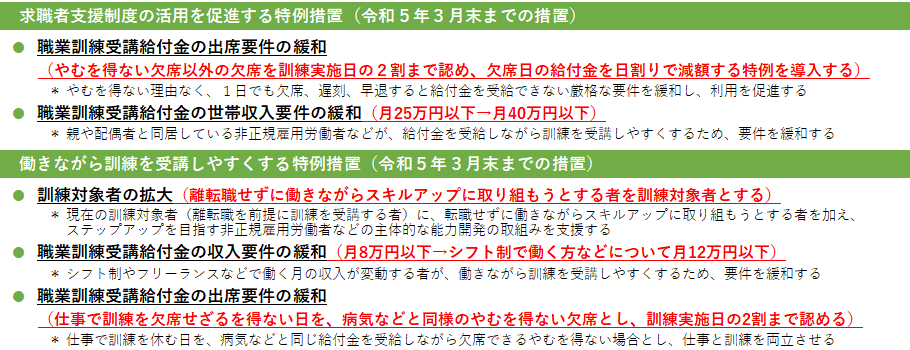 求職者支援制度の活用を促進する特例措置（令和５年３月末までの措置）
● 職業訓練受講給付金の出席要件の緩和
（やむを得ない欠席以外の欠席を訓練実施日の２割まで認め、欠席日の給付金を日割りで減額する特例を導入する）
＊ やむを得ない理由なく、１日でも欠席、遅刻、早退すると給付金を受給できない厳格な要件を緩和し、利用を促進する
● 職業訓練受講給付金の世帯収入要件の緩和（月25万円以下→月40万円以下）
＊ 親や配偶者と同居している非正規雇用労働者などが、給付金を受給しながら訓練を受講しやすくするため、要件を緩和する
働きながら訓練を受講しやすくする特例措置（令和５年３月末までの措置）
● 訓練対象者の拡大（離転職せずに働きながらスキルアップに取り組もうとする者を訓練対象者とする）
＊ 現在の訓練対象者（離転職を前提に訓練を受講する者）に、転職せずに働きながらスキルアップに取り組もうとする者を加え、
ステップアップを目指す非正規雇用労働者などの主体的な能力開発の取組みを支援する
● 職業訓練受講給付金の収入要件の緩和（月8万円以下→シフト制で働く方などについて月12万円以下）
＊ シフト制やフリーランスなどで働く月の収入が変動する者が、働きながら訓練を受講しやすくするため、要件を緩和する
● 職業訓練受講給付金の出席要件の緩和
（仕事で訓練を欠席せざるを得ない日を、病気などと同様のやむを得ない欠席とし、訓練実施日の2割まで認める）
＊ 仕事で訓練を休む日を、病気などと同じ給付金を受給しながら欠席できるやむを得ない場合とし、仕事と訓練を両立させる